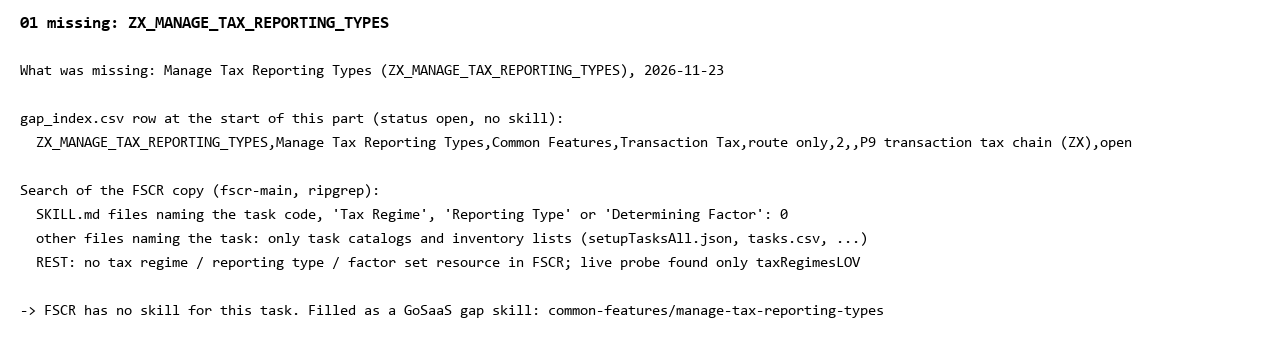 01 missing: ZX_MANAGE_TAX_REPORTING_TYPES
What was missing: Manage Tax Reporting Types (ZX_MANAGE_TAX_REPORTING_TYPES), 2026-11-23
gap_index.csv row at the start of this part (status open, no skill):
ZX_MANAGE_TAX_REPORTING_TYPES,Manage Tax Reporting Types,Common Features,Transaction Tax,route only,2,,P9 transaction tax chain (ZX),open
Search of the FSCR copy (fscr-main, ripgrep):
SKILL.md files naming the task code, 'Tax Regime', 'Reporting Type' or 'Determining Factor': 0
other files naming the task: only task catalogs and inventory lists (setupTasksAll.json, tasks.csv, ...)
REST: no tax regime / reporting type / factor set resource in FSCR; live probe found only taxRegimesLOV
-> FSCR has no skill for this task. Filled as a GoSaaS gap skill: common-features/manage-tax-reporting-types